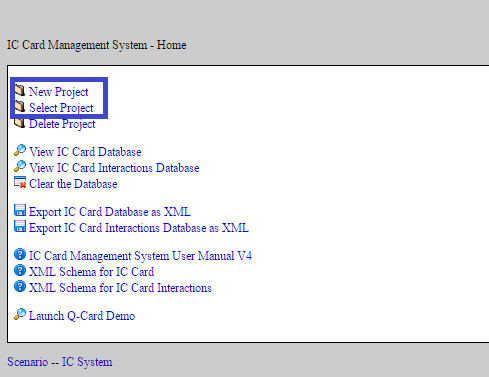 IC Card Management System - Home
New Project
Select Project
Delete Project
View IC Card Database
View IC Card Interactions Database
Clear the Database
Export IC Card Database as XML
Export IC Card Interactions Database as XML
IC Card Management System User Manual V4
XML Schema for IC Card
XML Schema for IC Card Interactions
Launch Q-Card Demo
Scenario -- IC System